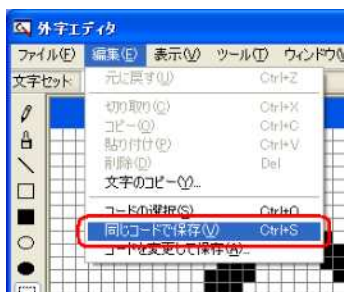 外字エディタ
ファイル(F) 編集(E) 表示(V) ツール(T) ウィンドウ(
文字セット:
元に戻す(U) Ctrl+Z
切り取り(C) Ctrl+X
コピー(O) Ctrl+C
貼り付け(P) Ctrl+V
削除(D) Del
文字のコピー(Y)...
コードの選択(S) Ctrl+O
同じコードで保存(V) Ctrl+S
コードを変更して保存(A)...